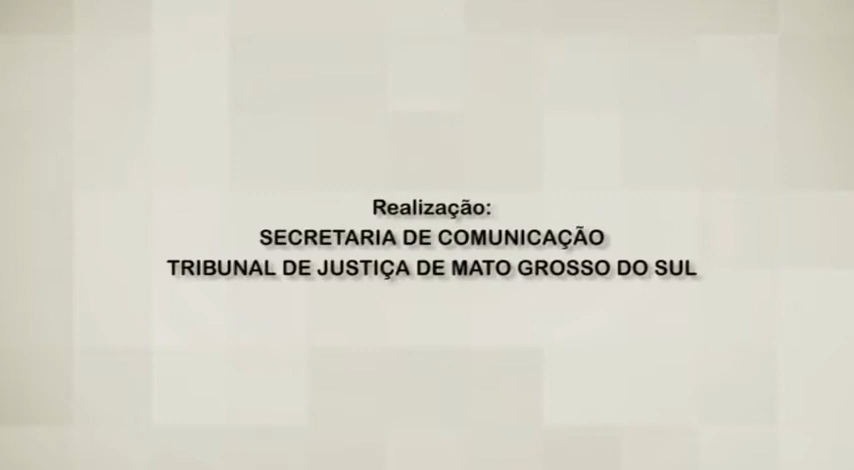 Realização:
SECRETARIA DE COMUNICAÇÃO
TRIBUNAL DE JUSTIÇA DE MATO GROSSO DO SUL